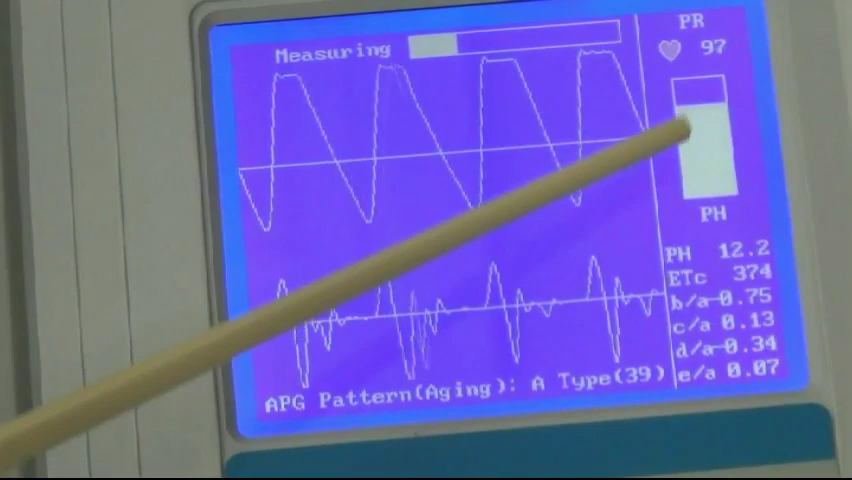 Measuring
PR
97
PH
PH 12.2
ETc 374
b/a-0.75
c/a 0.13
d/a-0.34
e/a 0.07
APG Pattern(Aging): A Type(39)